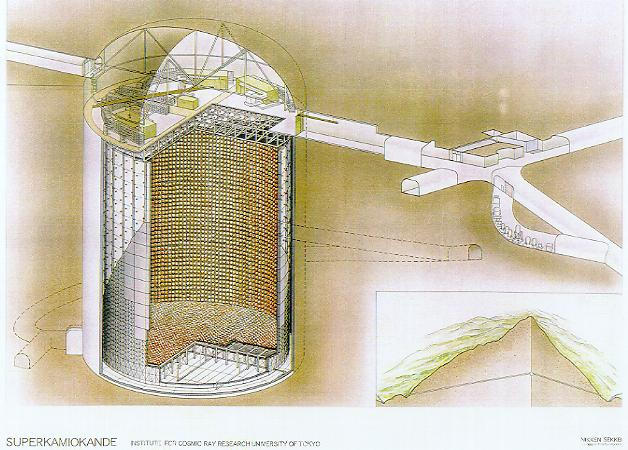 SUPERKAMIOKANDE INSTITUTE FOR COSMIC RAY RESEARCH UNIVERSITY OF TOKYO
NIKKEN SEKKEI